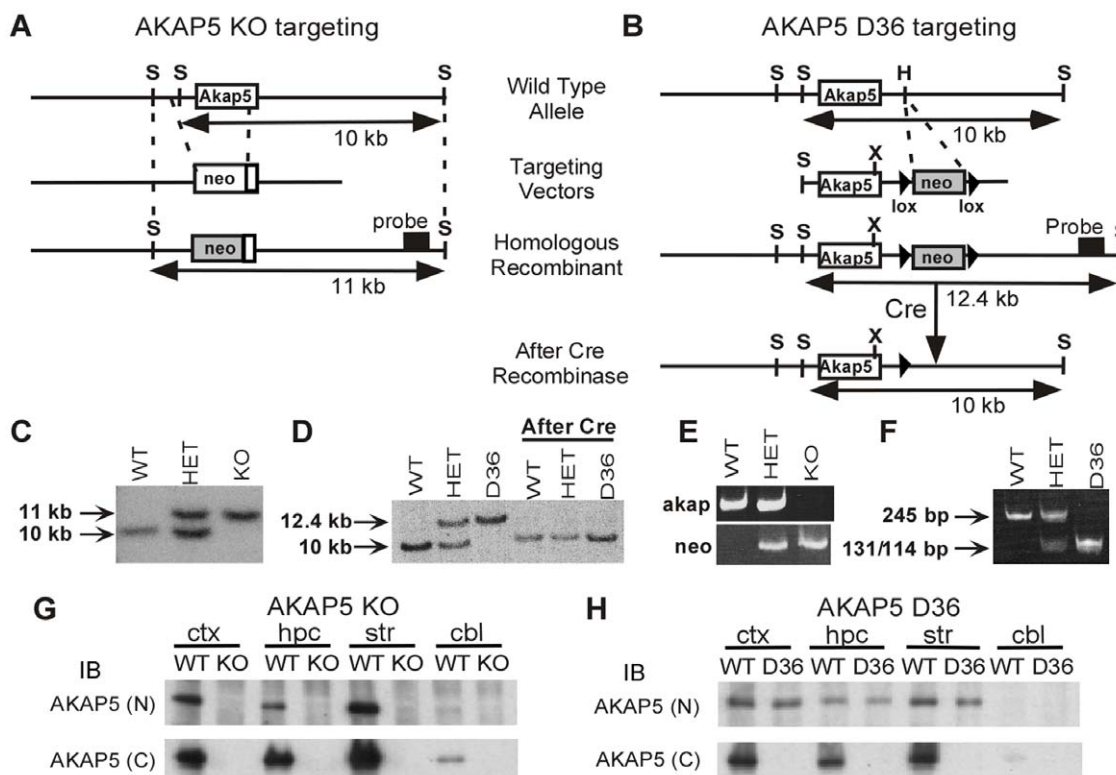 A AKAP5 KO targeting
S S S
Akap5
10 kb
neo
S probe S
neo
11 kb
Wild Type
Allele
Targeting
Vectors
Homologous
Recombinant
After Cre
Recombinase
B AKAP5 D36 targeting
S S H S
Akap5
10 kb
S X
Akap5 neo
lox lox
S S X Probe S
Akap5 neo
12.4 kb
Cre
S S X S
Akap5
10 kb
C
WT HET KO
11 kb
10 kb
D
After Cre
WT HET D36 WT HET D36
12.4 kb
10 kb
E
WT HET KO
akap
neo
F
WT HET D36
245 bp
131/114 bp
G AKAP5 KO
ctx hpc str cbl
IB WT KO WT KO WT KO WT KO
AKAP5 (N)
AKAP5 (C)
H AKAP5 D36
ctx hpc str cbl
IB WT D36 WT D36 WT D36 WT D36
AKAP5 (N)
AKAP5 (C)